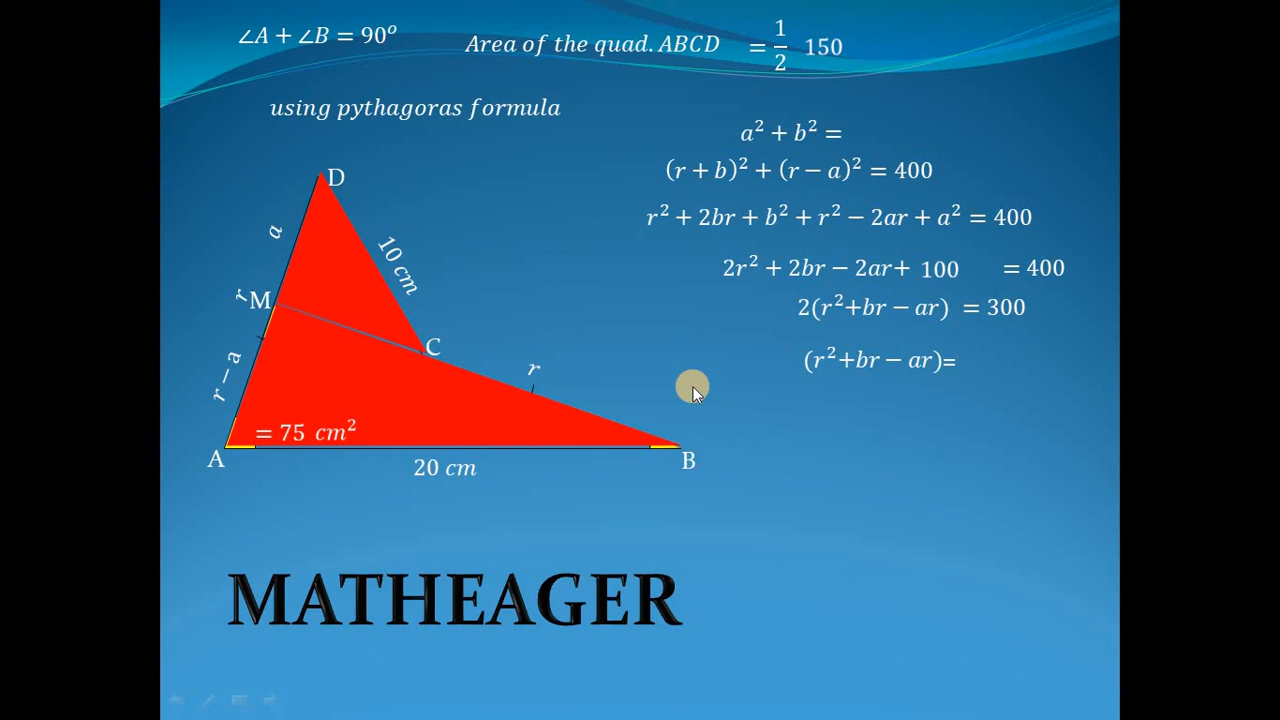 ∠A + ∠B = 90°
Area of the quad. ABCD = 1/2 150
using pythagoras formula
a² + b² =
(r + b)² + (r − a)² = 400
r² + 2br + b² + r² − 2ar + a² = 400
2r² + 2br − 2ar+ 100 = 400
2(r²+br − ar) = 300
(r²+br − ar)=
D
a
10 cm
r
M
C
r − a
r
= 75 cm²
A
B
20 cm
MATHEAGER